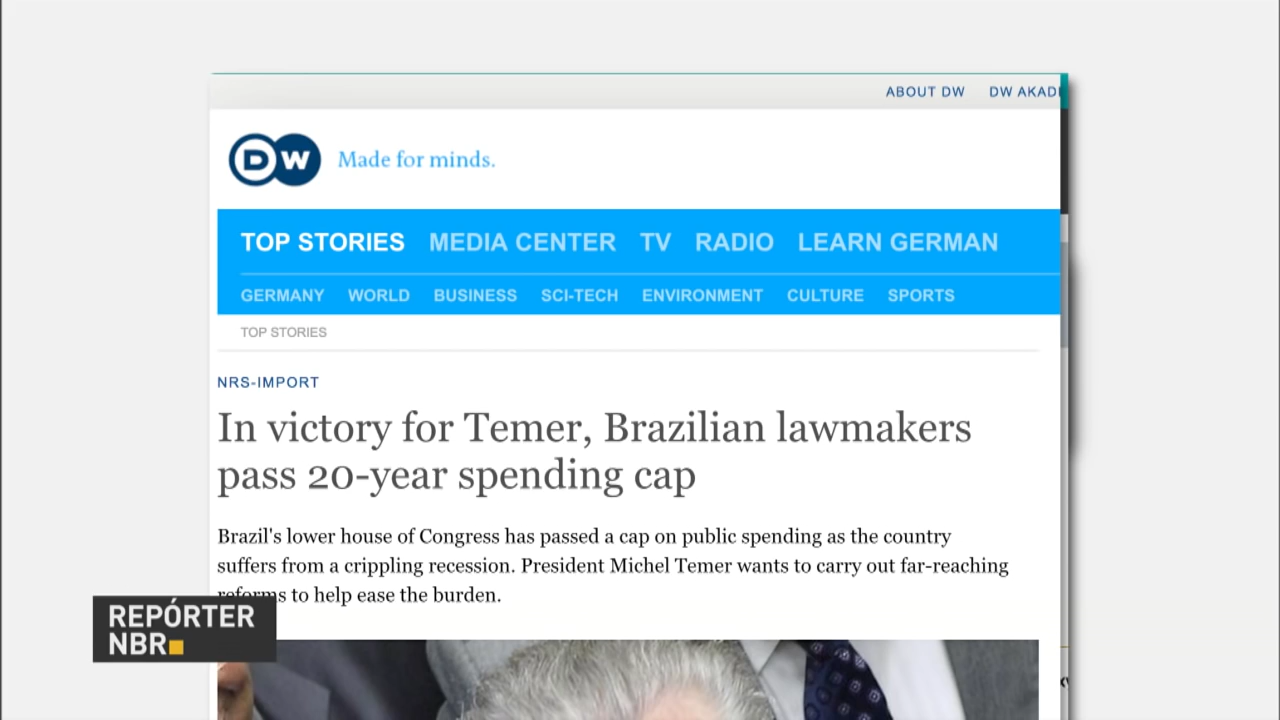 ABOUT DW DW AKAD
DW Made for minds.
TOP STORIES MEDIA CENTER TV RADIO LEARN GERMAN
GERMANY WORLD BUSINESS SCI-TECH ENVIRONMENT CULTURE SPORTS
TOP STORIES
NRS-IMPORT
In victory for Temer, Brazilian lawmakers
pass 20-year spending cap
Brazil's lower house of Congress has passed a cap on public spending as the country
suffers from a crippling recession. President Michel Temer wants to carry out far-reaching
reforms to help ease the burden.
REPÓRTER
NBR